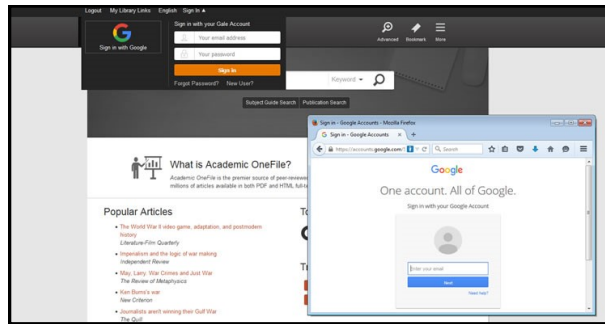 Logout My Library Links English Sign In ▲
Sign in with your Gale Account
G
Sign in with Google
Your email address
Your password
Sign In
Forgot Password? New User?
Advanced Bookmark More
Keyword
Subject Guide Search Publication Search
What is Academic OneFile?
Academic OneFile is the premier source of peer-reviewed
millions of articles available in both PDF and HTML full-te
Popular Articles
The World War II video game, adaptation, and postmodern
history
Literature-Film Quarterly
Imperialism and the logic of war making
Independent Review
May, Larry. War Crimes and Just War
The Review of Metaphysics
Ken Burns's war
New Criterion
Journalists aren't winning their Gulf War
The Quill
To
Tr
Sign in - Google Accounts - Mozilla Firefox
G Sign in - Google Accounts × +
https://accounts.google.com/ Search
Google
One account. All of Google.
Sign in with your Google Account
Enter your email
Next
Need help?